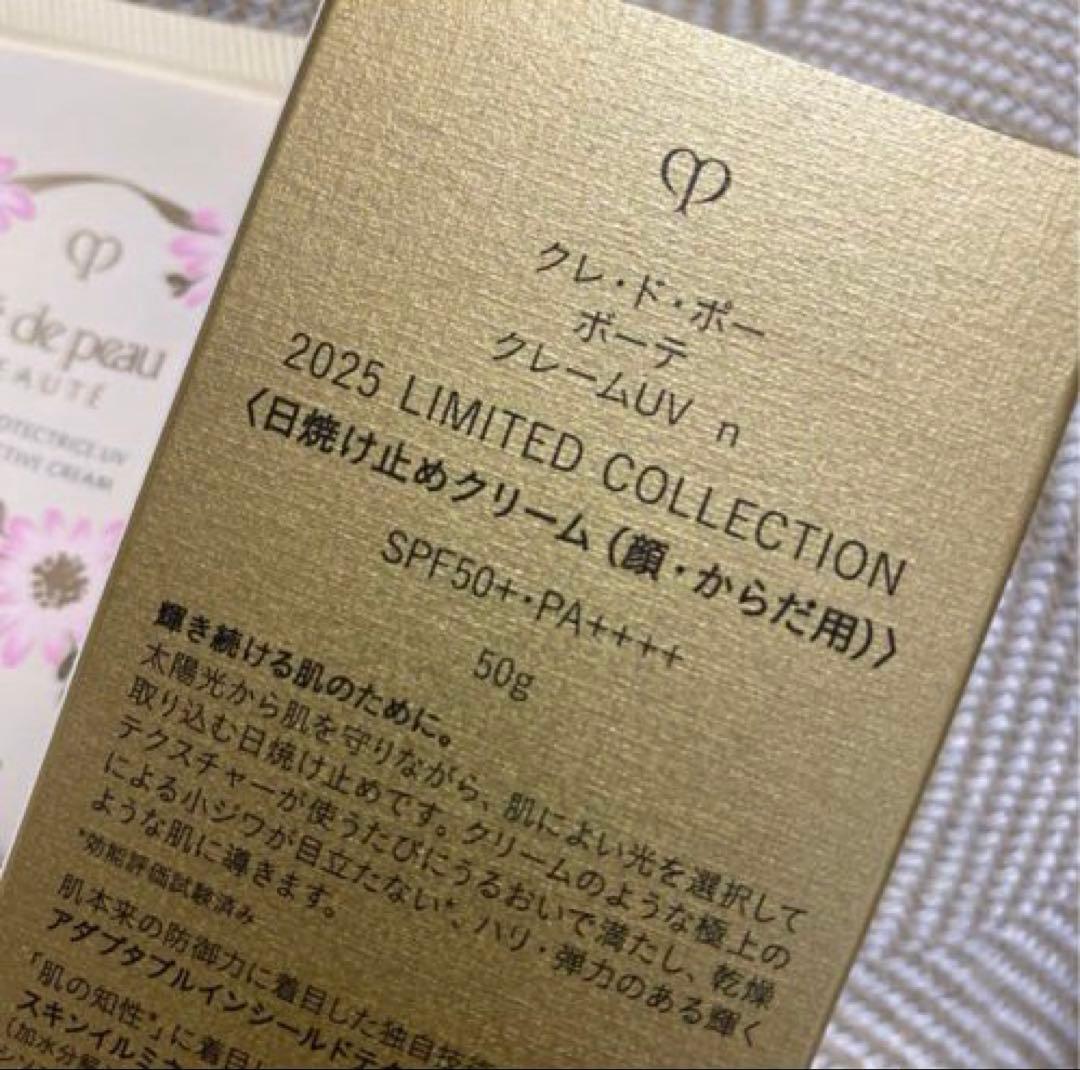 de peau
クレ・ド・ポー
ボーテ
クレームUV n
2025 LIMITED COLLECTION
〈日焼け止めクリーム（顔・からだ用）〉
SPF50+・PA++++
50g
輝き続ける肌のために。
太陽光から肌を守りながら、肌によい光を選択して
取り込む日焼け止めです。クリームのような極上の
テクスチャーが使うたびにうるおいで満たし、乾燥
による小ジワが目立たない*、ハリ・弾力のある輝く
ような肌に導きます。
*効能評価試験済み
肌本来の防御力に着目した独自技術
アダプタブルインシールドテク
「肌の知性*」に着目し
スキンイルミ
(加水分解